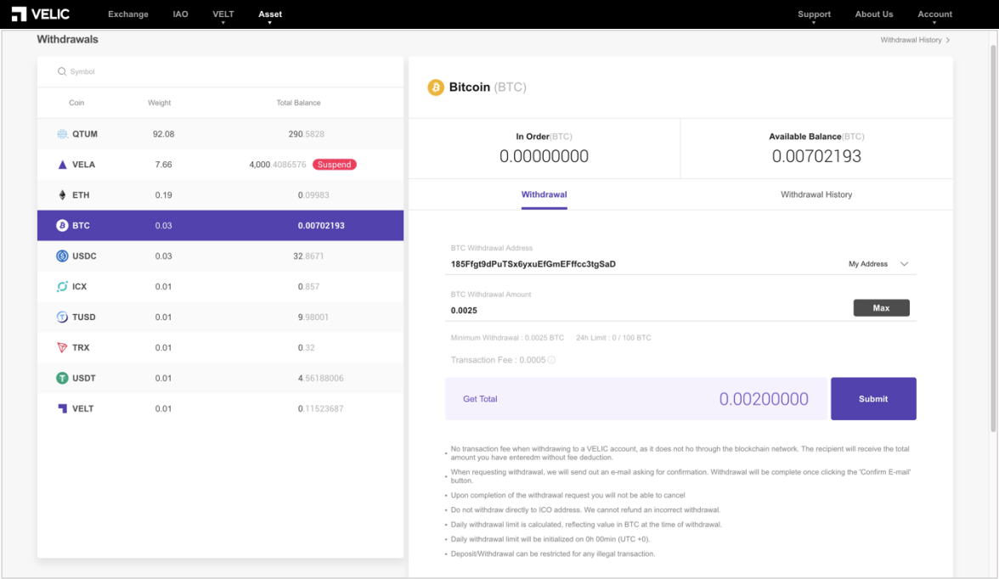 VELIC Exchange IAO VELT Asset Support About Us Account
Withdrawals Withdrawal History >
Symbol
Coin Weight Total Balance
QTUM 92.08 290.5828
VELA 7.66 4,000.4086576 Suspend
ETH 0.19 0.09983
BTC 0.03 0.00702193
USDC 0.03 32.8671
ICX 0.01 0.857
TUSD 0.01 9.98001
TRX 0.01 0.32
USDT 0.01 4.56188006
VELT 0.01 0.11523687
Bitcoin (BTC)
In Order(BTC) Available Balance(BTC)
0.00000000 0.00702193
Withdrawal Withdrawal History
BTC Withdrawal Address
185Ffgt9dPuTSx6yxuEfGmEFffcc3tgSaD My Address
BTC Withdrawal Amount
0.0025 Max
Minimum Withdrawal : 0.0025 BTC 24h Limit : 0 / 100 BTC
Transaction Fee : 0.0005
Get Total 0.00200000 Submit
• No transaction fee when withdrawing to a VELIC account, as it does not ho through the blockchain network. The recipient will receive the total
amount you have enteredm without fee deduction.
• When requesting withdrawal, we will send out an e-mail asking for confirmation. Withdrawal will be complete once clicking the 'Confirm E-mail'
button.
• Upon completion of the withdrawal request you will not be able to cancel
• Do not withdraw directly to ICO address. We cannot refund an incorrect withdrawal.
• Daily withdrawal limit is calculated, reflecting value in BTC at the time of withdrawal.
• Daily withdrawal limit will be initialized on 0h 00min (UTC +0).
• Deposit/Withdrawal can be restricted for any illegal transaction.